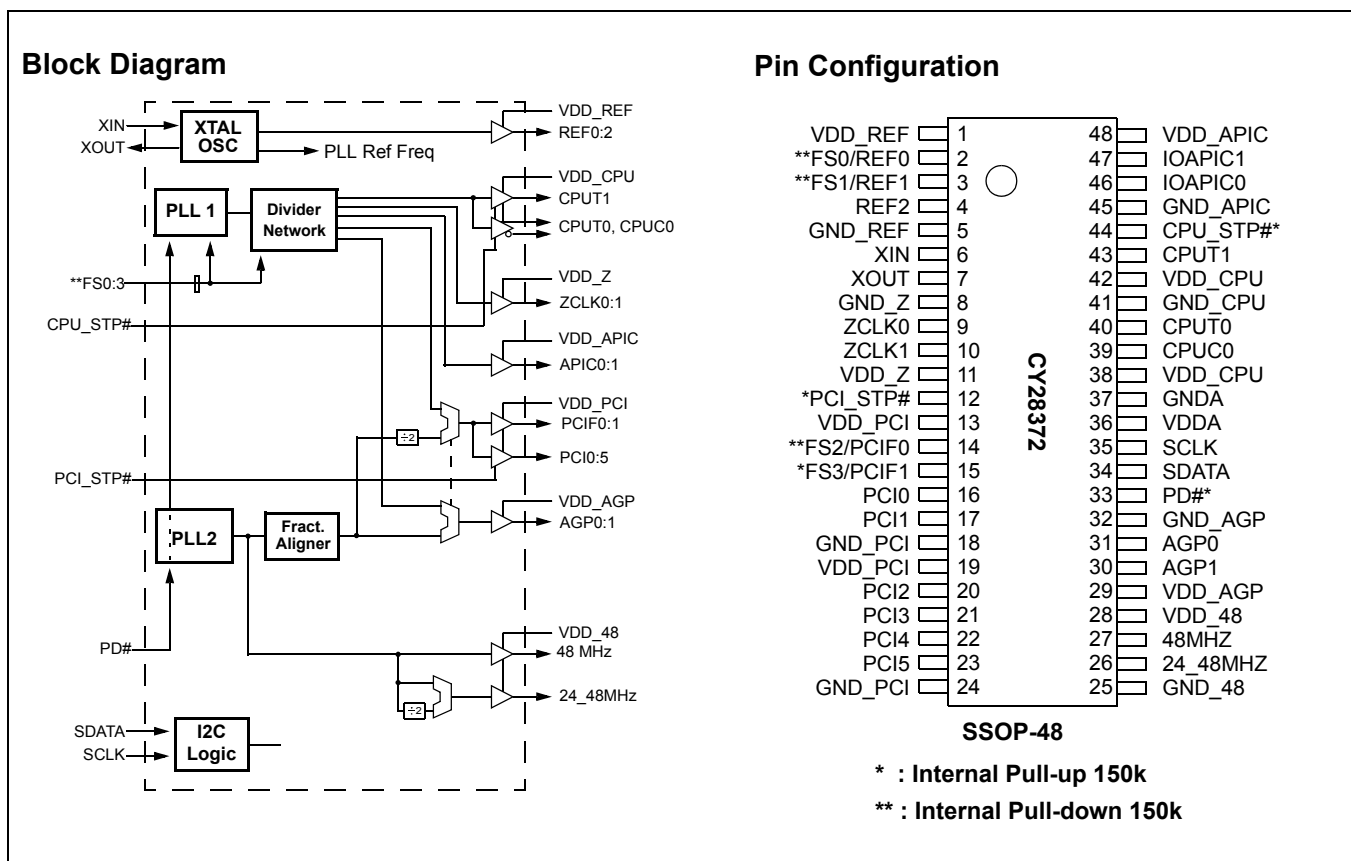 Block Diagram
XIN
XOUT
XTAL
OSC
PLL Ref Freq
VDD_REF
REF0:2
PLL 1
Divider
Network
VDD_CPU
CPUT1
CPUT0, CPUC0
**FS0:3
VDD_Z
ZCLK0:1
CPU_STP#
VDD_APIC
APIC0:1
VDD_PCI
PCIF0:1
÷2
PCI0:5
PCI_STP#
VDD_AGP
AGP0:1
PLL2
Fract.
Aligner
PD#
VDD_48
48 MHz
÷2
24_48MHz
SDATA
SCLK
I2C
Logic
Pin Configuration
VDD_REF 1 48 VDD_APIC
**FS0/REF0 2 47 IOAPIC1
**FS1/REF1 3 46 IOAPIC0
REF2 4 45 GND_APIC
GND_REF 5 44 CPU_STP#*
XIN 6 43 CPUT1
XOUT 7 42 VDD_CPU
GND_Z 8 41 GND_CPU
ZCLK0 9 40 CPUT0
ZCLK1 10 39 CPUC0
VDD_Z 11 38 VDD_CPU
*PCI_STP# 12 37 GNDA
VDD_PCI 13 36 VDDA
**FS2/PCIF0 14 35 SCLK
*FS3/PCIF1 15 34 SDATA
PCI0 16 33 PD#*
PCI1 17 32 GND_AGP
GND_PCI 18 31 AGP0
VDD_PCI 19 30 AGP1
PCI2 20 29 VDD_AGP
PCI3 21 28 VDD_48
PCI4 22 27 48MHZ
PCI5 23 26 24_48MHZ
GND_PCI 24 25 GND_48
CY28372
SSOP-48
* : Internal Pull-up 150k
** : Internal Pull-down 150k